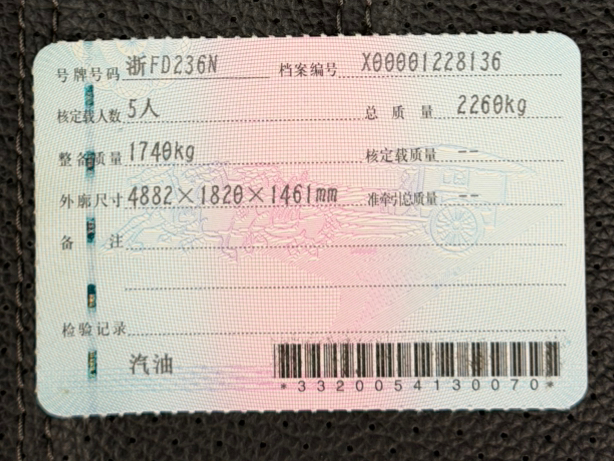 号牌号码 浙FD236N 档案编号 X00001228136
核定载人数 5人 总质量 2260kg
整备质量 1740kg 核定载质量 --
外廓尺寸 4882×1820×1461mm 准牵引总质量 --
备注
检验记录
汽油
*3320054130070*